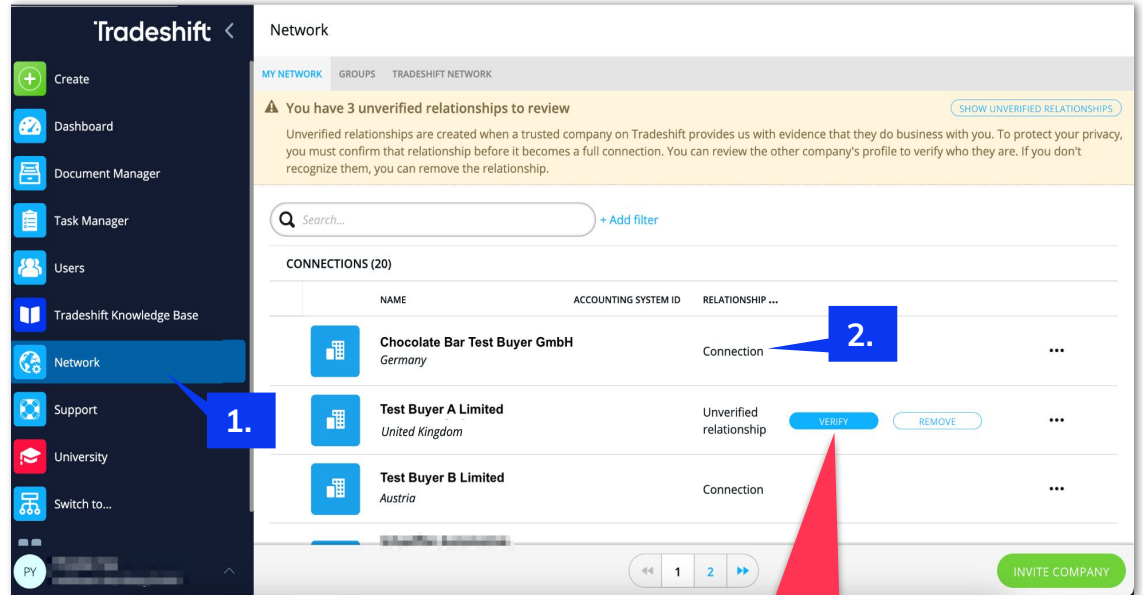 Tradeshift
Create
Dashboard
Document Manager
Task Manager
Users
Tradeshift Knowledge Base
Network
Support
University
Switch to...
PY
1.
Network
MY NETWORK GROUPS TRADESHIFT NETWORK
You have 3 unverified relationships to review
SHOW UNVERIFIED RELATIONSHIPS
Unverified relationships are created when a trusted company on Tradeshift provides us with evidence that they do business with you. To protect your privacy,
you must confirm that relationship before it becomes a full connection. You can review the other company's profile to verify who they are. If you don't
recognize them, you can remove the relationship.
Search...
+ Add filter
CONNECTIONS (20)
NAME ACCOUNTING SYSTEM ID RELATIONSHIP ...
Chocolate Bar Test Buyer GmbH
Germany
Connection
2.
Test Buyer A Limited
United Kingdom
Unverified
relationship
VERIFY REMOVE
Test Buyer B Limited
Austria
Connection
1 2
INVITE COMPANY